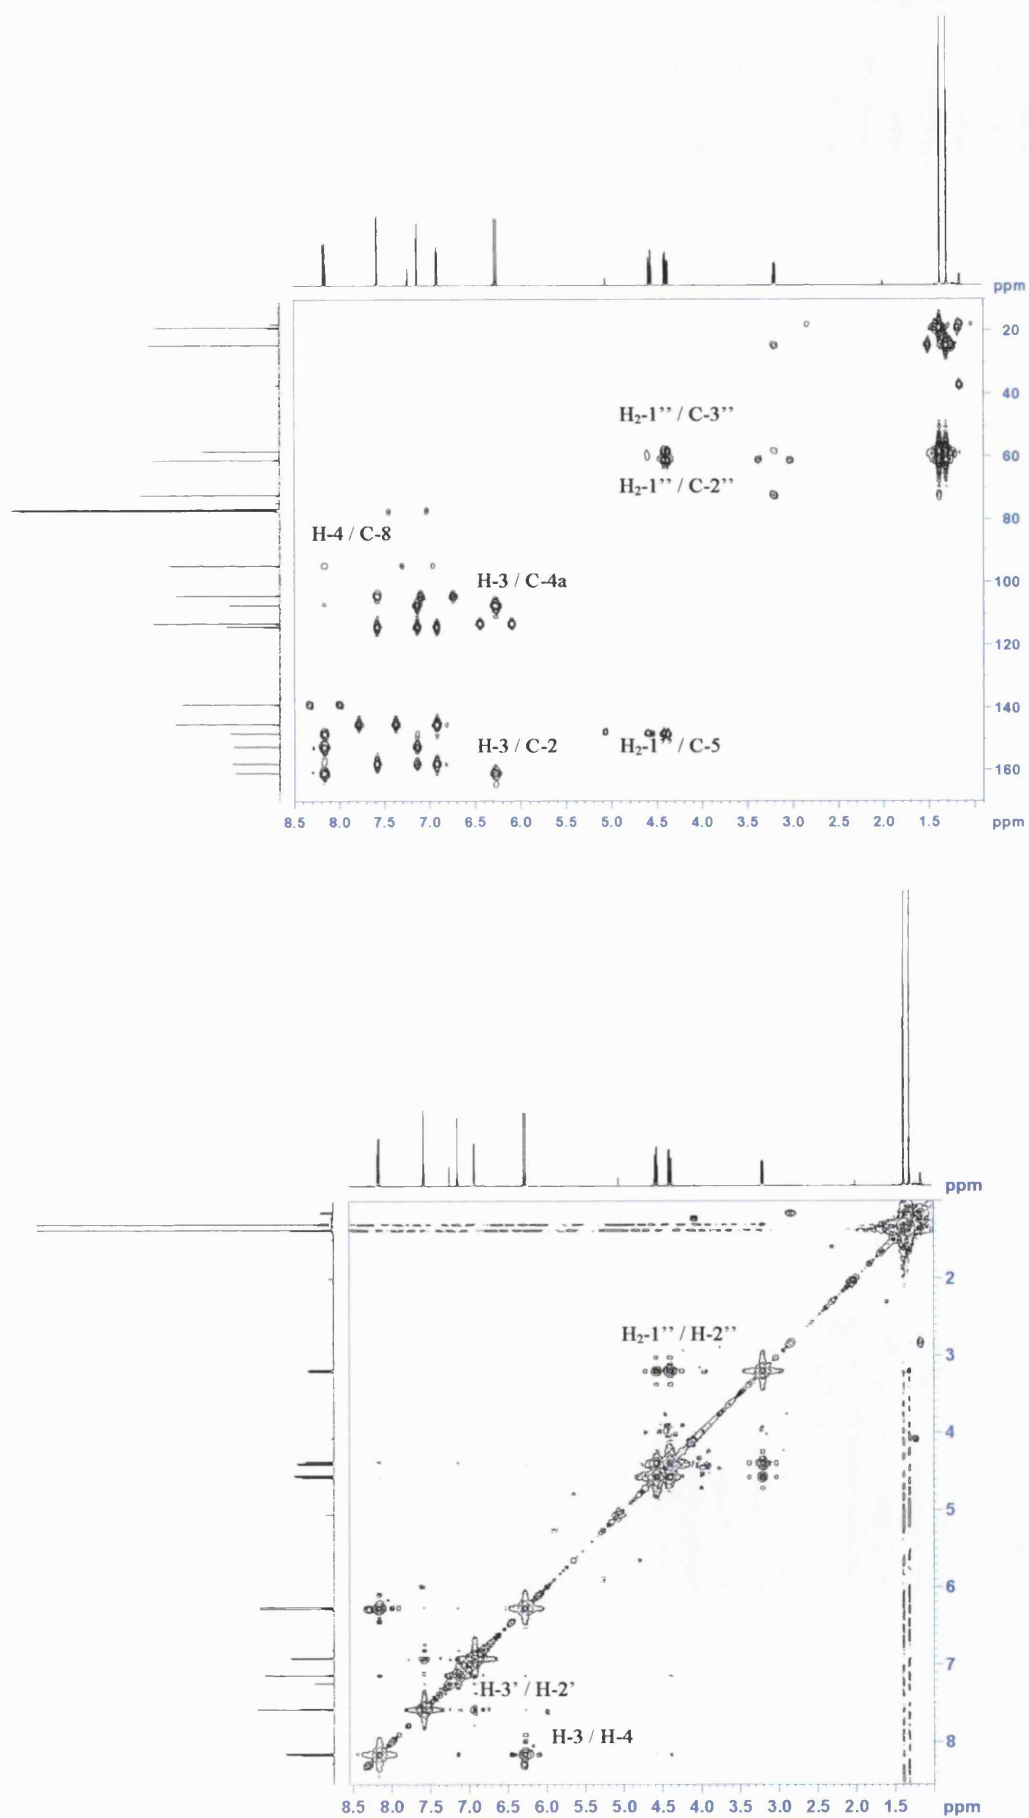 ppm
20
H₂-1’’ / C-3’’
40
60
H₂-1’’ / C-2’’
80
H-4 / C-8
H-3 / C-4a
100
120
140
H-3 / C-2
H₂-1’’ / C-5
160
8.5 8.0 7.5 7.0 6.5 6.0 5.5 5.0 4.5 4.0 3.5 3.0 2.5 2.0 1.5 ppm
ppm
2
H₂-1’’ / H-2’’
3
4
5
6
7
H-3’ / H-2’
H-3 / H-4
8
8.5 8.0 7.5 7.0 6.5 6.0 5.5 5.0 4.5 4.0 3.5 3.0 2.5 2.0 1.5 ppm